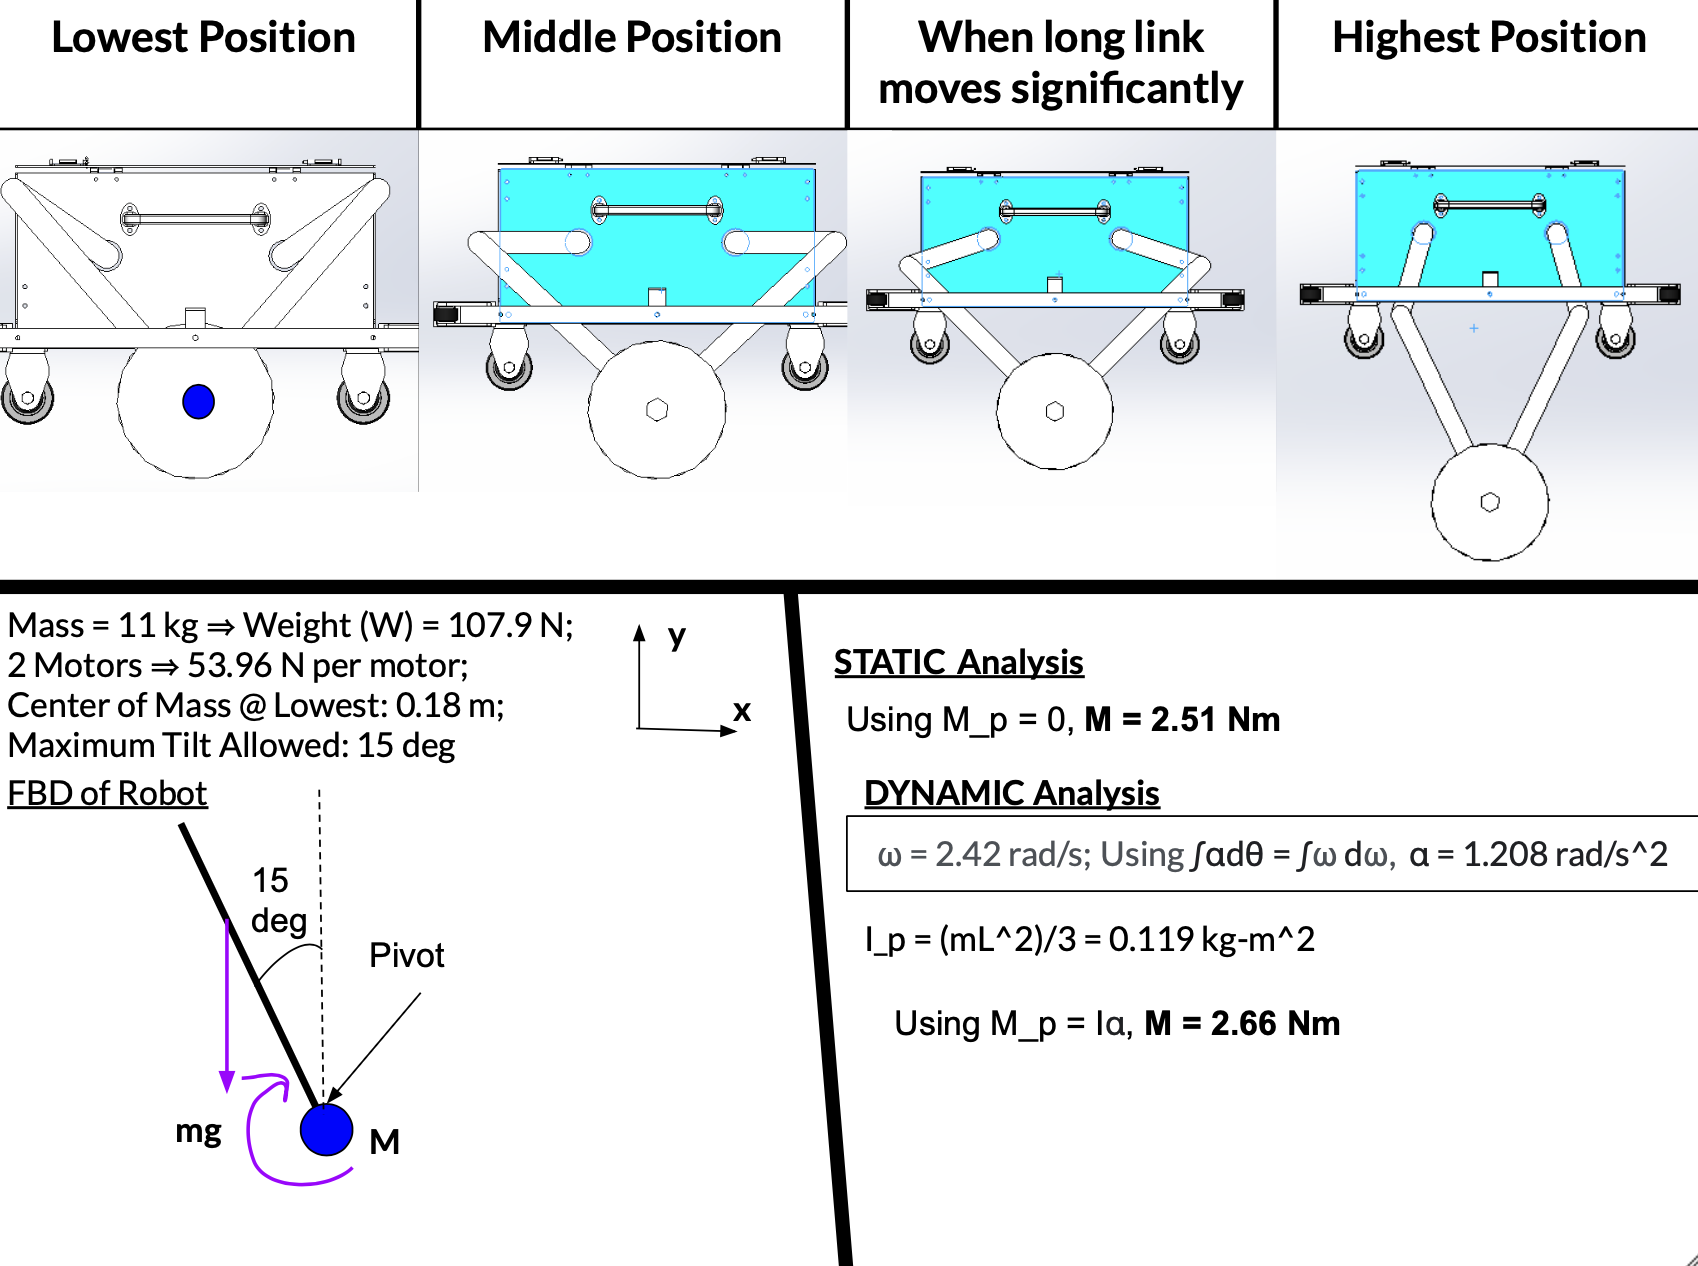 Lowest Position
Middle Position
When long link
moves significantly
Highest Position
Mass = 11 kg ⇒ Weight (W) = 107.9 N;
2 Motors ⇒ 53.96 N per motor;
Center of Mass @ Lowest: 0.18 m;
Maximum Tilt Allowed: 15 deg
y
x
FBD of Robot
15
deg
Pivot
mg
M
STATIC Analysis
Using M_p = 0, M = 2.51 Nm
DYNAMIC Analysis
ω = 2.42 rad/s; Using ∫αdθ = ∫ω dω, α = 1.208 rad/s^2
I_p = (mL^2)/3 = 0.119 kg-m^2
Using M_p = Iα, M = 2.66 Nm